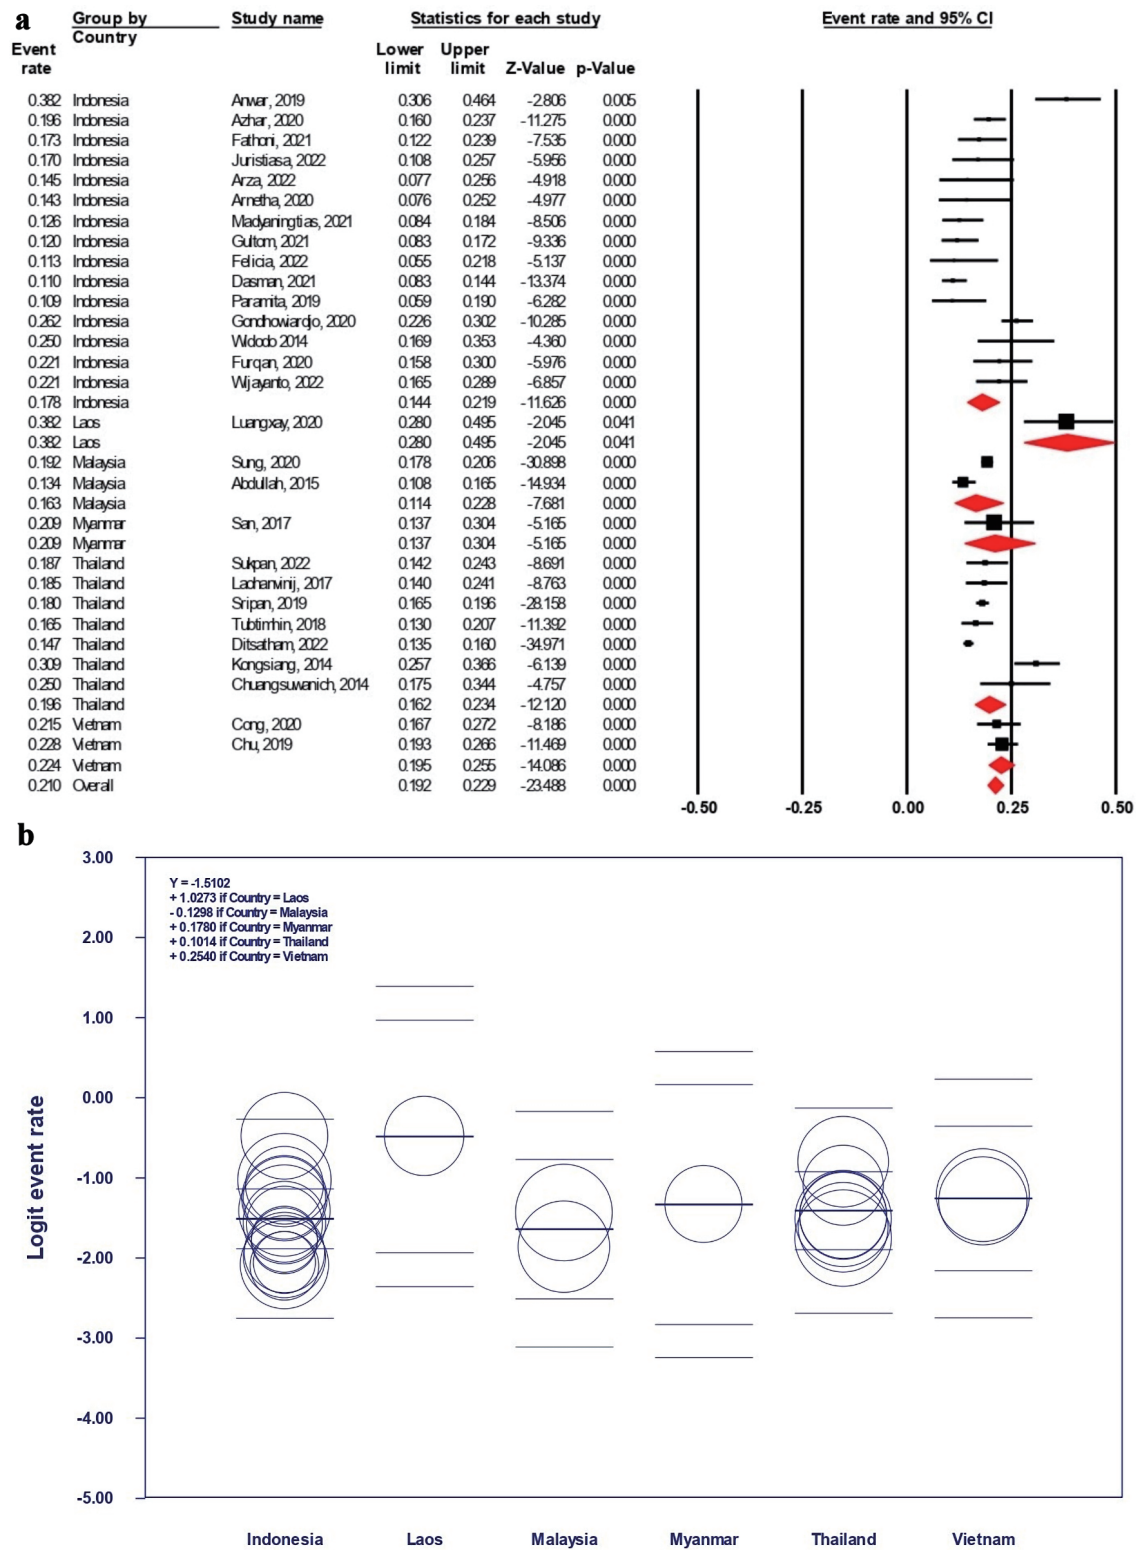 a
Group by Study name Statistics for each study Event rate and 95% CI
Country
Event Lower Upper
rate limit limit Z-Value p-Value
0.382 Indonesia Anwar, 2019 0.306 0.464 -2.806 0.005
0.196 Indonesia Azhar, 2020 0.160 0.237 -11.275 0.000
0.173 Indonesia Fathoni, 2021 0.122 0.239 -7.535 0.000
0.170 Indonesia Juristiasa, 2022 0.108 0.257 -5.956 0.000
0.145 Indonesia Arza, 2022 0.077 0.256 -4.918 0.000
0.143 Indonesia Arnetha, 2020 0.076 0.252 -4.977 0.000
0.126 Indonesia Madyaningtias, 2021 0.084 0.184 -8.506 0.000
0.120 Indonesia Gultom, 2021 0.083 0.172 -9.336 0.000
0.113 Indonesia Felicia, 2022 0.055 0.218 -5.137 0.000
0.110 Indonesia Dasman, 2021 0.083 0.144 -13.374 0.000
0.109 Indonesia Paramita, 2019 0.059 0.190 -6.282 0.000
0.262 Indonesia Gondhowiardjo, 2020 0.226 0.302 -10.285 0.000
0.250 Indonesia Widodo 2014 0.169 0.353 -4.360 0.000
0.221 Indonesia Furqan, 2020 0.158 0.300 -5.976 0.000
0.221 Indonesia Wijayanto, 2022 0.165 0.289 -6.857 0.000
0.178 Indonesia 0.144 0.219 -11.626 0.000
0.382 Laos Luangxay, 2020 0.280 0.495 -2.045 0.041
0.382 Laos 0.280 0.495 -2.045 0.041
0.192 Malaysia Sung, 2020 0.178 0.206 -30.898 0.000
0.134 Malaysia Abdullah, 2015 0.108 0.165 -14.934 0.000
0.163 Malaysia 0.114 0.228 -7.681 0.000
0.209 Myanmar San, 2017 0.137 0.304 -5.165 0.000
0.209 Myanmar 0.137 0.304 -5.165 0.000
0.187 Thailand Sukpan, 2022 0.142 0.243 -8.691 0.000
0.185 Thailand Laohanvinij, 2017 0.140 0.241 -8.763 0.000
0.180 Thailand Sripan, 2019 0.165 0.196 -28.158 0.000
0.165 Thailand Tubtimhin, 2018 0.130 0.207 -11.392 0.000
0.147 Thailand Ditsatham, 2022 0.135 0.160 -34.971 0.000
0.309 Thailand Kongsiang, 2014 0.257 0.366 -6.139 0.000
0.250 Thailand Chuangsuwanich, 2014 0.175 0.344 -4.757 0.000
0.196 Thailand 0.162 0.234 -12.120 0.000
0.215 Vietnam Cong, 2020 0.167 0.272 -8.186 0.000
0.228 Vietnam Chu, 2019 0.193 0.266 -11.469 0.000
0.224 Vietnam 0.195 0.255 -14.086 0.000
0.210 Overall 0.192 0.229 -23.488 0.000
-0.50 -0.25 0.00 0.25 0.50
b
3.00
Y = -1.5102
+ 1.0273 if Country = Laos
- 0.1298 if Country = Malaysia
+ 0.1780 if Country = Myanmar
+ 0.1014 if Country = Thailand
+ 0.2540 if Country = Vietnam
2.00
1.00
0.00
-1.00
-2.00
-3.00
-4.00
-5.00
Logit event rate
Indonesia Laos Malaysia Myanmar Thailand Vietnam